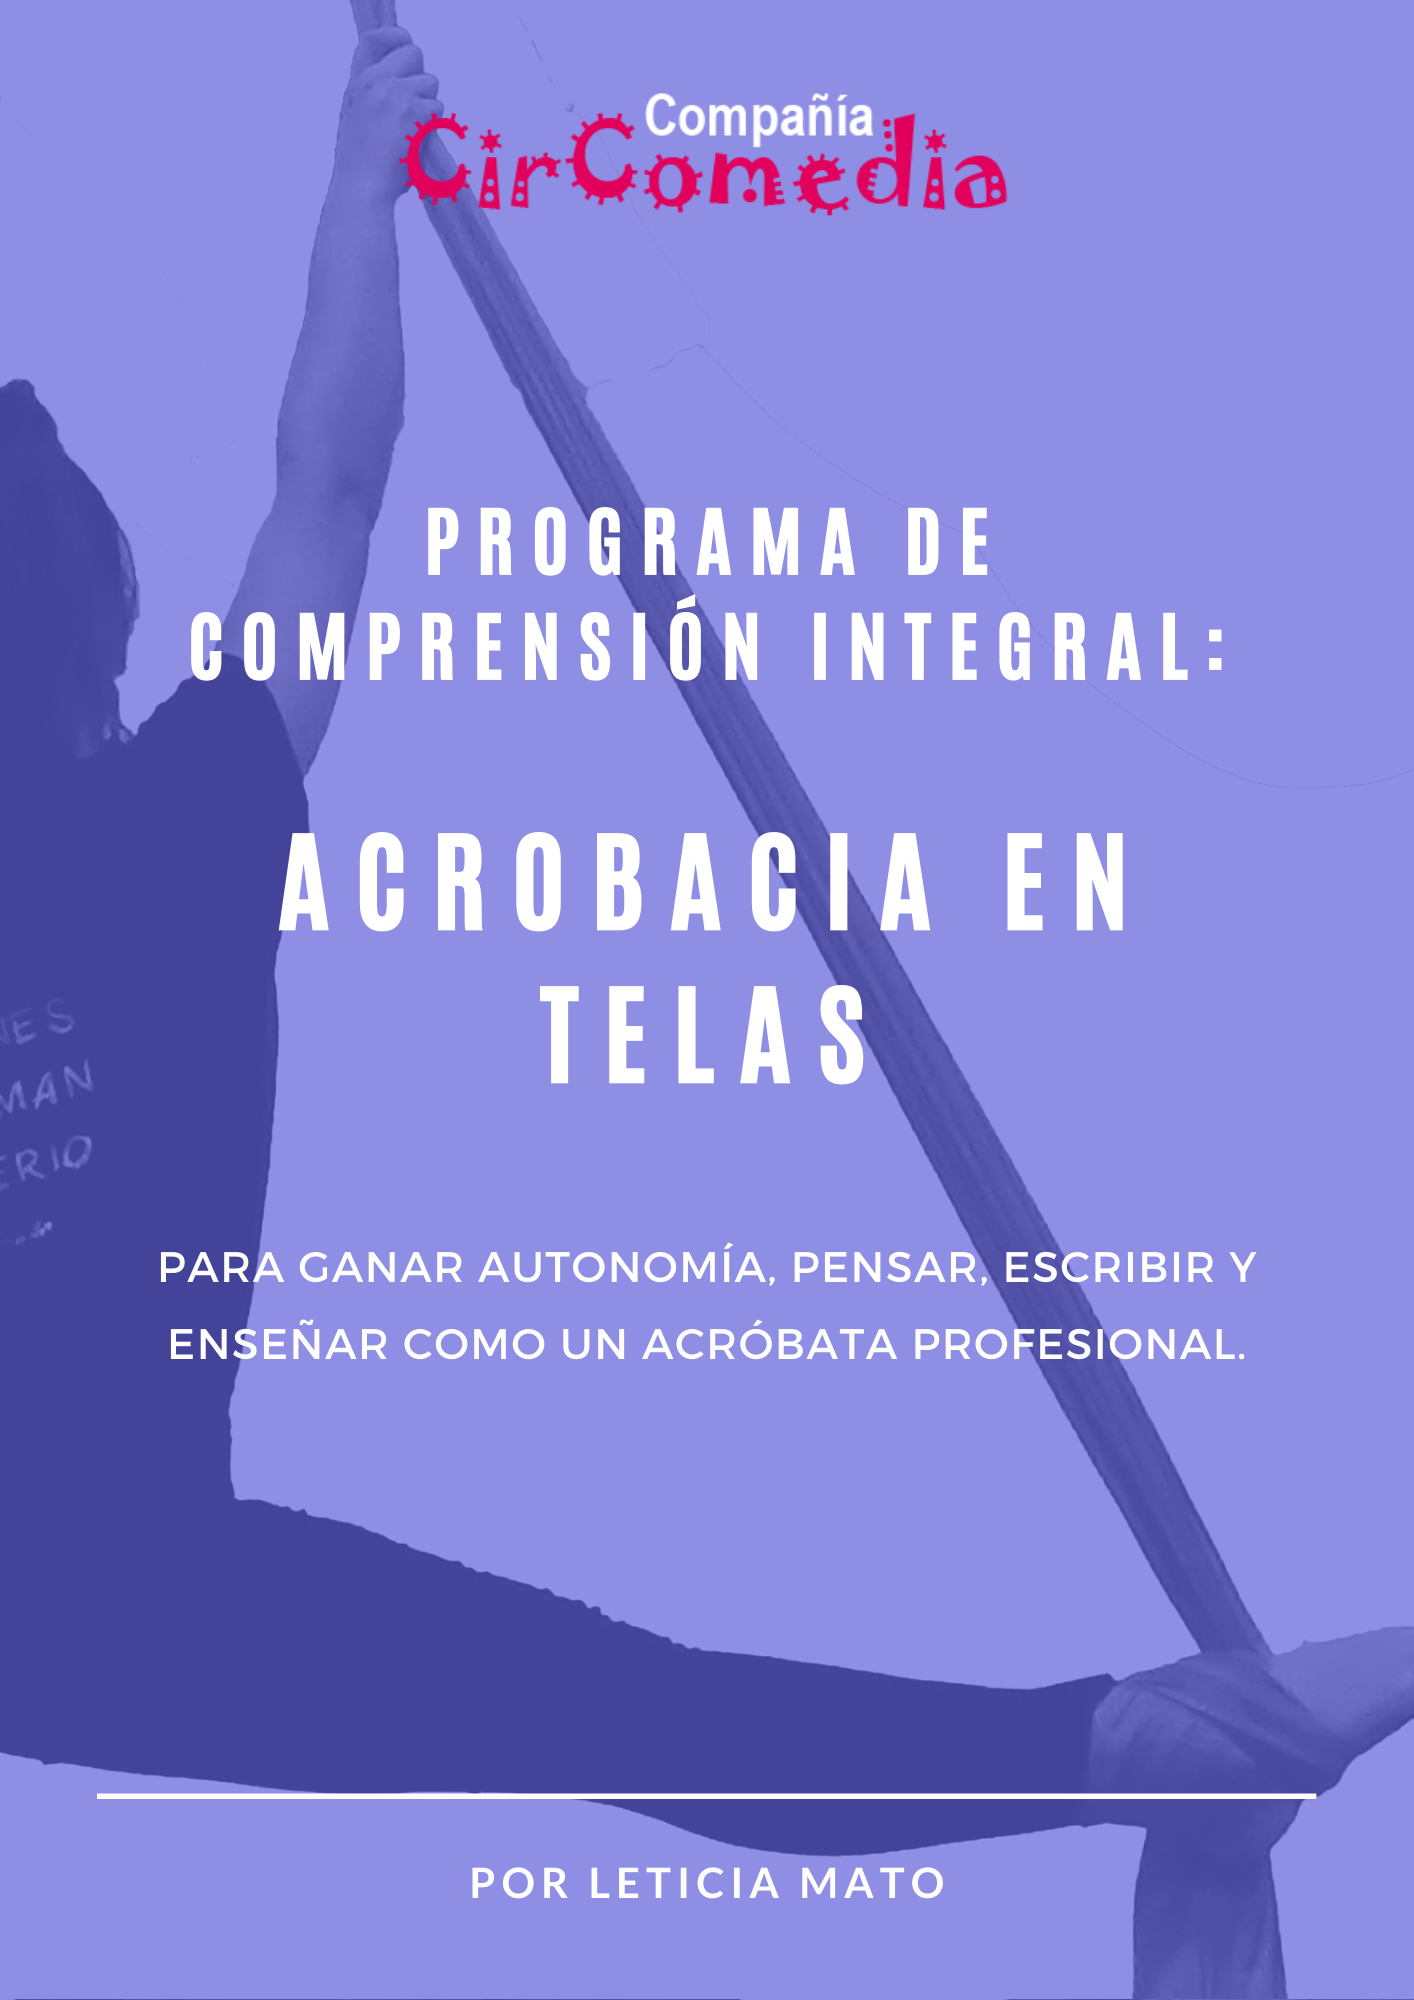 Compañía
CirComedia
PROGRAMA DE
COMPRENSIÓN INTEGRAL:
ACROBACIA EN
TELAS
PARA GANAR AUTONOMÍA, PENSAR, ESCRIBIR Y
ENSEÑAR COMO UN ACRÓBATA PROFESIONAL.
POR LETICIA MATO